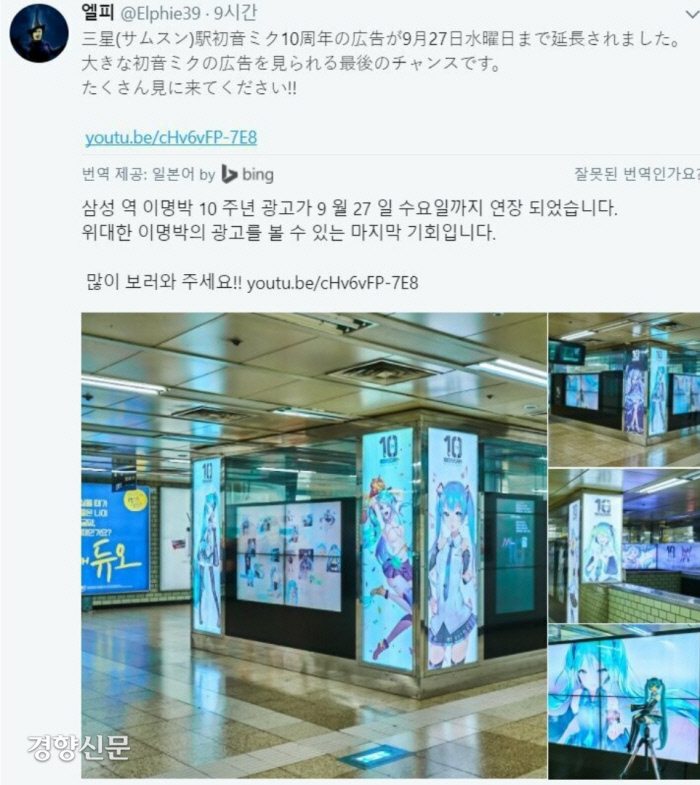 엘피 @Elphie39 · 9시간
三星(サムスン)駅初音ミク10周年の広告が9月27日水曜日まで延長されました。
大きな初音ミクの広告を見られる最後のチャンスです。
たくさん見に来てください!!
youtu.be/cHv6vFP-7E8
번역 제공: 일본어 by bing
잘못된 번역인가요?
삼성 역 이명박 10 주년 광고가 9 월 27 일 수요일까지 연장 되었습니다.
위대한 이명박의 광고를 볼 수 있는 마지막 기회입니다.
많이 보러와 주세요!! youtu.be/cHv6vFP-7E8
10
10
10
듀오
10
10
경향신문